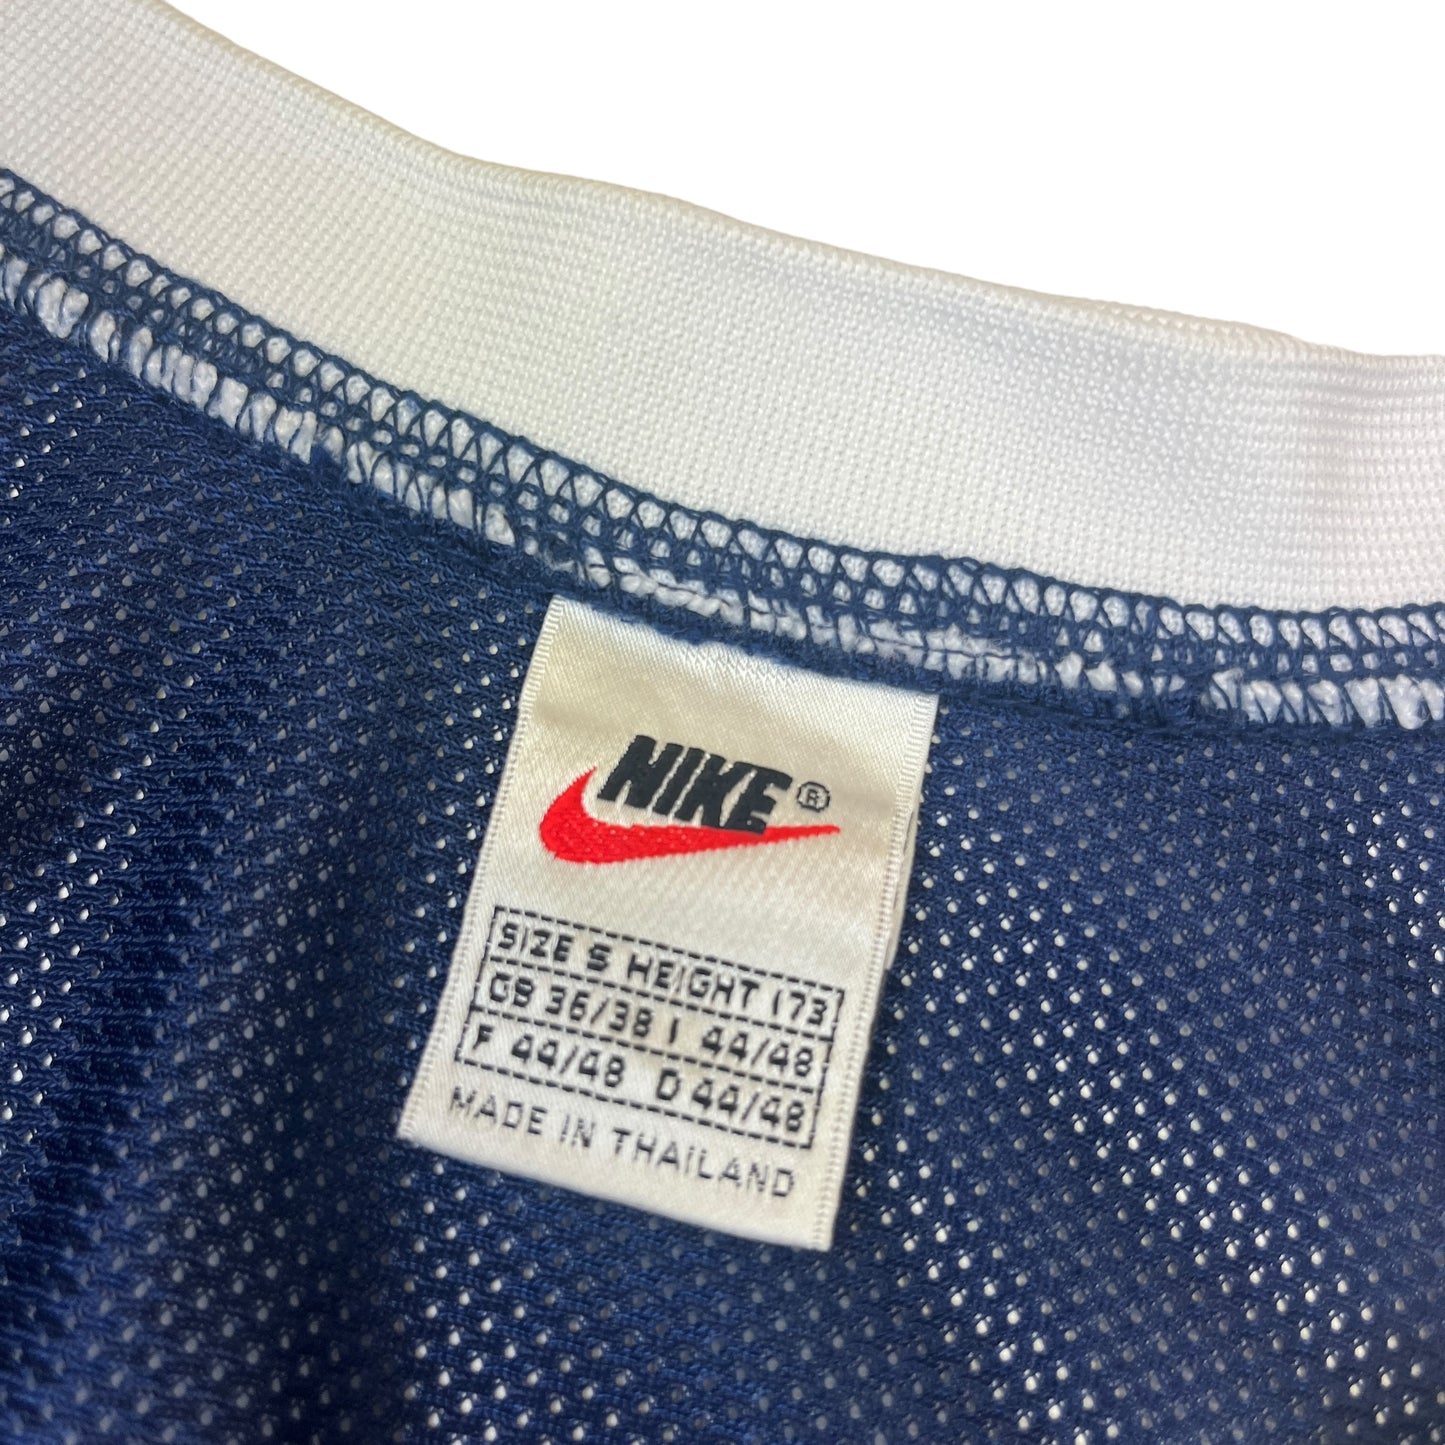 NIKE®
SIZE S HEIGHT 173
GB 36/38 I 44/48
F 44/48 D 44/48
MADE IN THAILAND